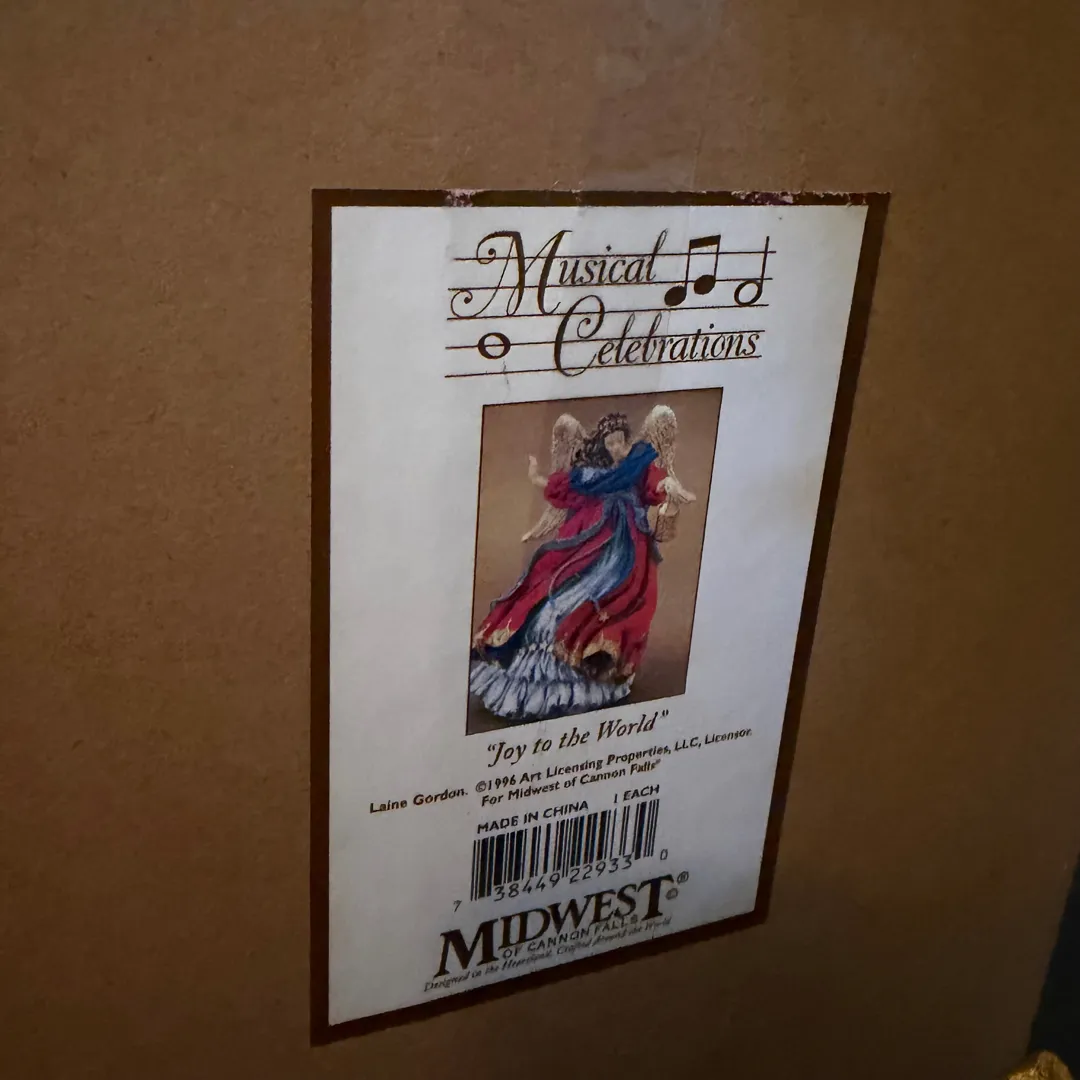 Musical
Celebrations
"Joy to the World"
Laine Gordon. ©1996 Art Licensing Properties, LLC, Licensor.
For Midwest of Cannon Falls®
MADE IN CHINA 1 EACH
7 38449 22933 0
MIDWEST®
OF CANNON FALLS©
Designed in the Heartland, Crafted Around the World